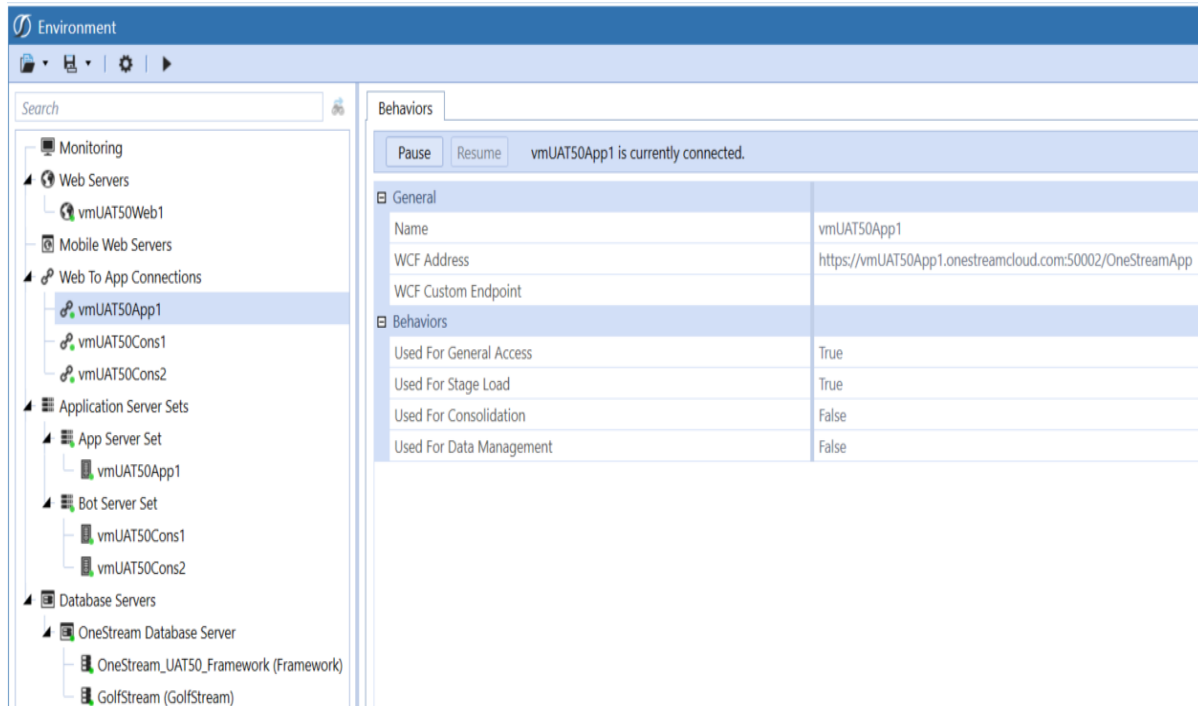 Environment
Search
Monitoring
Web Servers
vmUAT50Web1
Mobile Web Servers
Web To App Connections
vmUAT50App1
vmUAT50Cons1
vmUAT50Cons2
Application Server Sets
App Server Set
vmUAT50App1
Bot Server Set
vmUAT50Cons1
vmUAT50Cons2
Database Servers
OneStream Database Server
OneStream_UAT50_Framework (Framework)
GolfStream (GolfStream)
Behaviors
Pause Resume vmUAT50App1 is currently connected.
General
Name vmUAT50App1
WCF Address https://vmUAT50App1.onestreamcloud.com:50002/OneStreamApp
WCF Custom Endpoint
Behaviors
Used For General Access True
Used For Stage Load True
Used For Consolidation False
Used For Data Management False